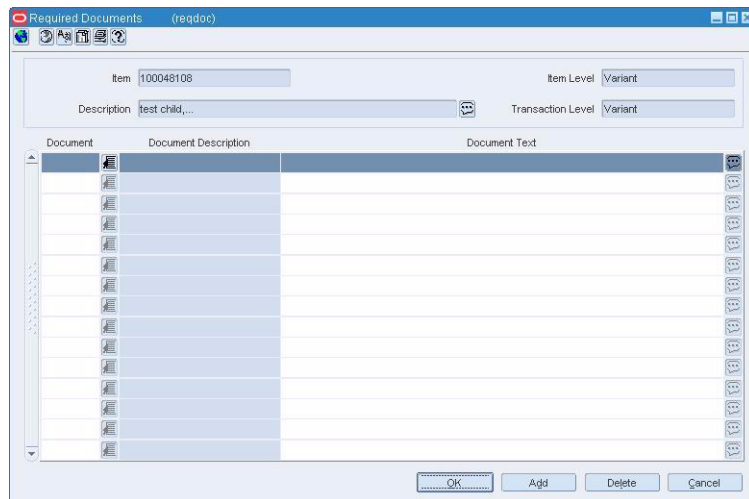 Required Documents (reqdoc)
Item 100048108 Item Level Variant
Description test child,... Transaction Level Variant
Document Document Description Document Text
OK Add Delete Cancel